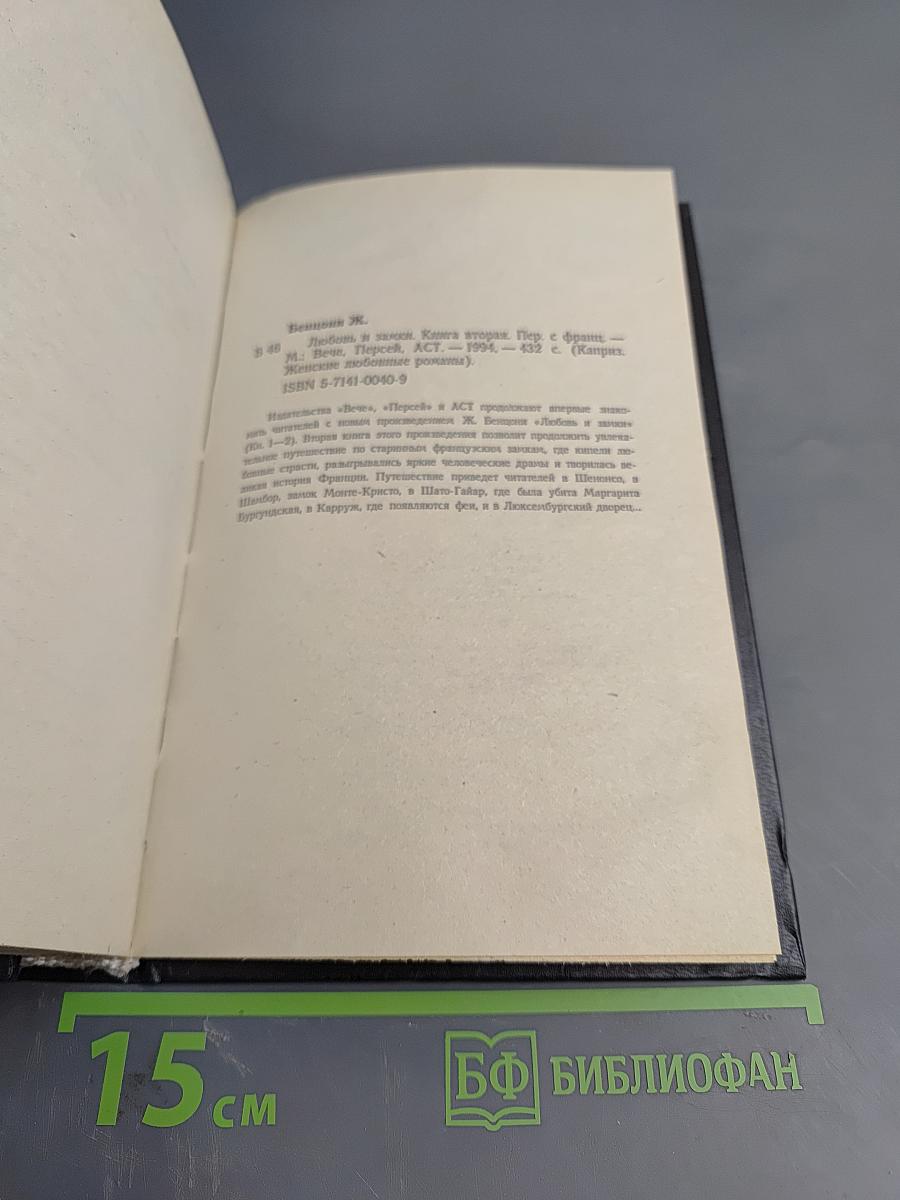 Бенцони Ж.
В 46 Любовь и замки. Книга вторая. Пер. с франц. —
М.: Вече, Персей, АСТ. — 1994. — 432 с. (Каприз.
Женские любовные романы).
ISBN 5-7141-0040-9
Издательства «Вече», «Персей» и АСТ продолжают впервые знако-
мить читателей с новым произведением Ж. Бенцони «Любовь и замки»
(Кн. 1—2). Вторая книга этого произведения позволит продолжить увлека-
тельное путешествие по старинным французским замкам, где кипели лю-
бовные страсти, разыгрывались яркие человеческие драмы и творилась ве-
ликая история Франции. Путешествие приведет читателей в Шенонсо, в
Шамбор, замок Монте-Кристо, в Шато-Гайар, где была убита Маргарита
Бургундская, в Карруж, где появляются феи, и в Люксембургский дворец...
15 см
БФ БИБЛИОФАН